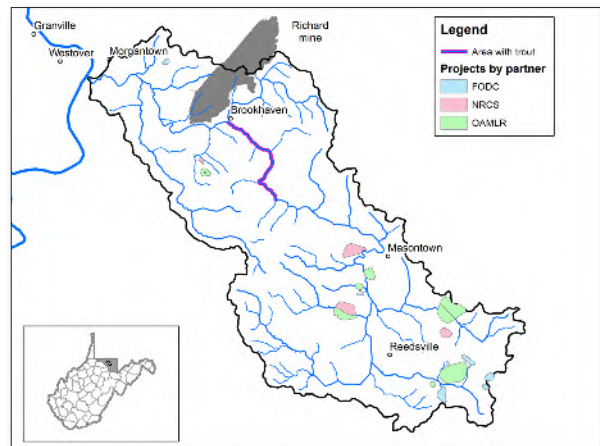 Granville
Westover
Morgantown
Richard
mine
Brookhaven
Masontown
Reedsville
Legend
Area with trout
Projects by partner
FODC
NRCS
OAMLR